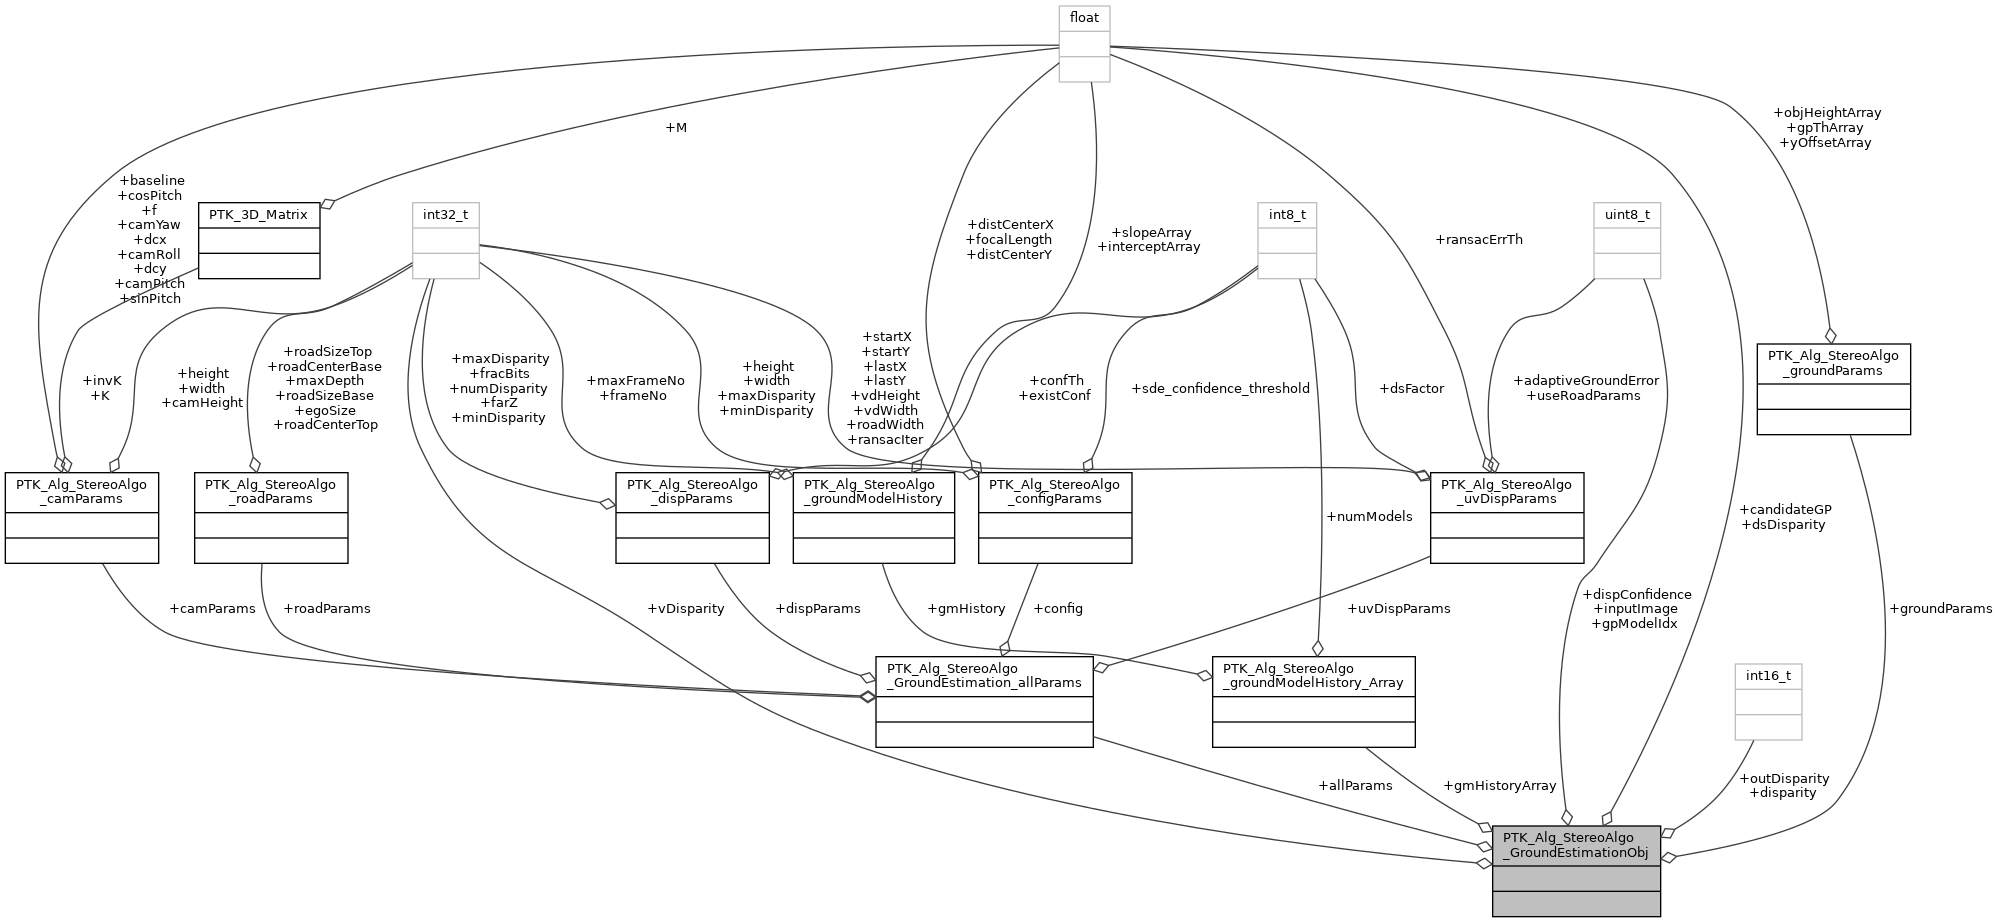 float
+objHeightArray
+gpThArray
+yOffsetArray
+M
+baseline
+cosPitch
+f
+camYaw
+dcx
+camRoll
+dcy
+camPitch
+sinPitch
PTK_3D_Matrix
int32_t
int8_t
uint8_t
+distCenterX
+focalLength
+distCenterY
+slopeArray
+interceptArray
+ransacErrTh
+invK
+K
+height
+width
+camHeight
+roadSizeTop
+roadCenterBase
+maxDepth
+roadSizeBase
+egoSize
+roadCenterTop
+maxDisparity
+fracBits
+numDisparity
+farZ
+minDisparity
+maxFrameNo
+frameNo
+height
+width
+maxDisparity
+minDisparity
+startX
+startY
+lastX
+lastY
+vdHeight
+vdWidth
+roadWidth
+ransacIter
+confTh
+existConf
+sde_confidence_threshold
+dsFactor
+adaptiveGroundError
+useRoadParams
PTK_Alg_StereoAlgo
_groundParams
PTK_Alg_StereoAlgo
_camParams
PTK_Alg_StereoAlgo
_roadParams
PTK_Alg_StereoAlgo
_dispParams
PTK_Alg_StereoAlgo
_groundModelHistory
PTK_Alg_StereoAlgo
_configParams
PTK_Alg_StereoAlgo
_uvDispParams
+numModels
+candidateGP
+dsDisparity
+camParams
+roadParams
+vDisparity
+dispParams
+gmHistory
+config
+uvDispParams
+dispConfidence
+inputImage
+gpModelIdx
+groundParams
PTK_Alg_StereoAlgo
_GroundEstimation_allParams
PTK_Alg_StereoAlgo
_groundModelHistory_Array
int16_t
+allParams
+gmHistoryArray
+outDisparity
+disparity
PTK_Alg_StereoAlgo
_GroundEstimationObj